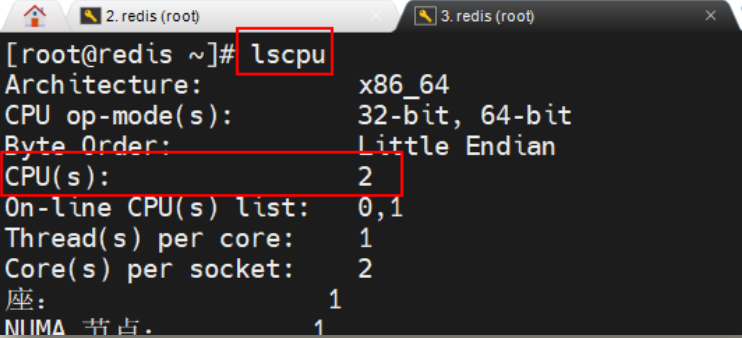 2. redis (root) 3. redis (root)
[root@redis ~]# lscpu
Architecture: x86_64
CPU op-mode(s): 32-bit, 64-bit
Byte Order: Little Endian
CPU(s): 2
On-line CPU(s) list: 0,1
Thread(s) per core: 1
Core(s) per socket: 2
座： 1
NUMA 节点： 1